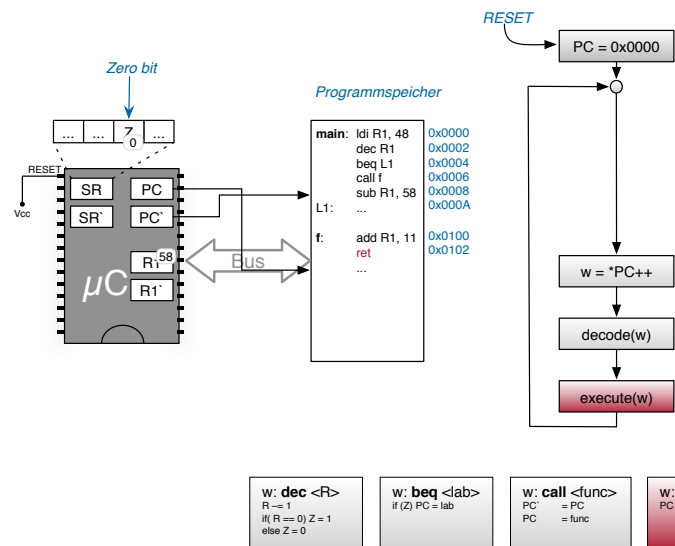 RESET
PC = 0x0000
Zero bit
Programmspeicher
... ... Z ...
0
main: ldi R1, 48 0x0000
dec R1 0x0002
beq L1 0x0004
call f 0x0006
sub R1, 58 0x0008
L1: ... 0x000A
f: add R1, 11 0x0100
ret 0x0102
...
RESET
Vcc
SR PC
SR` PC`
R1 58
R1`
µC
Bus
w = *PC++
decode(w)
execute(w)
w: dec <R>
R -= 1
if( R == 0) Z = 1
else Z = 0
w: beq <lab>
if (Z) PC = lab
w: call <func>
PC` = PC
PC = func
w:
PC